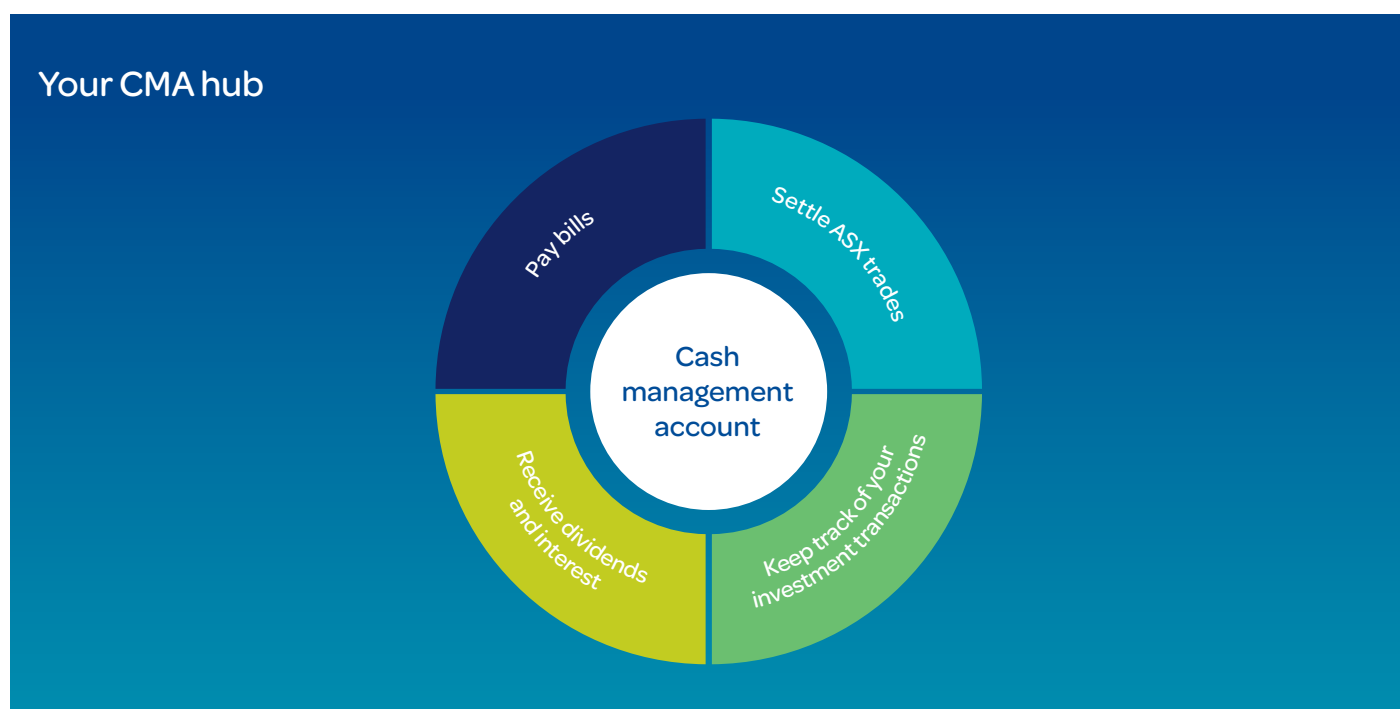 Your CMA hub
Pay bills
Settle ASX trades
Cash
management
account
Receive dividends
and interest
Keep track of your
investment transactions